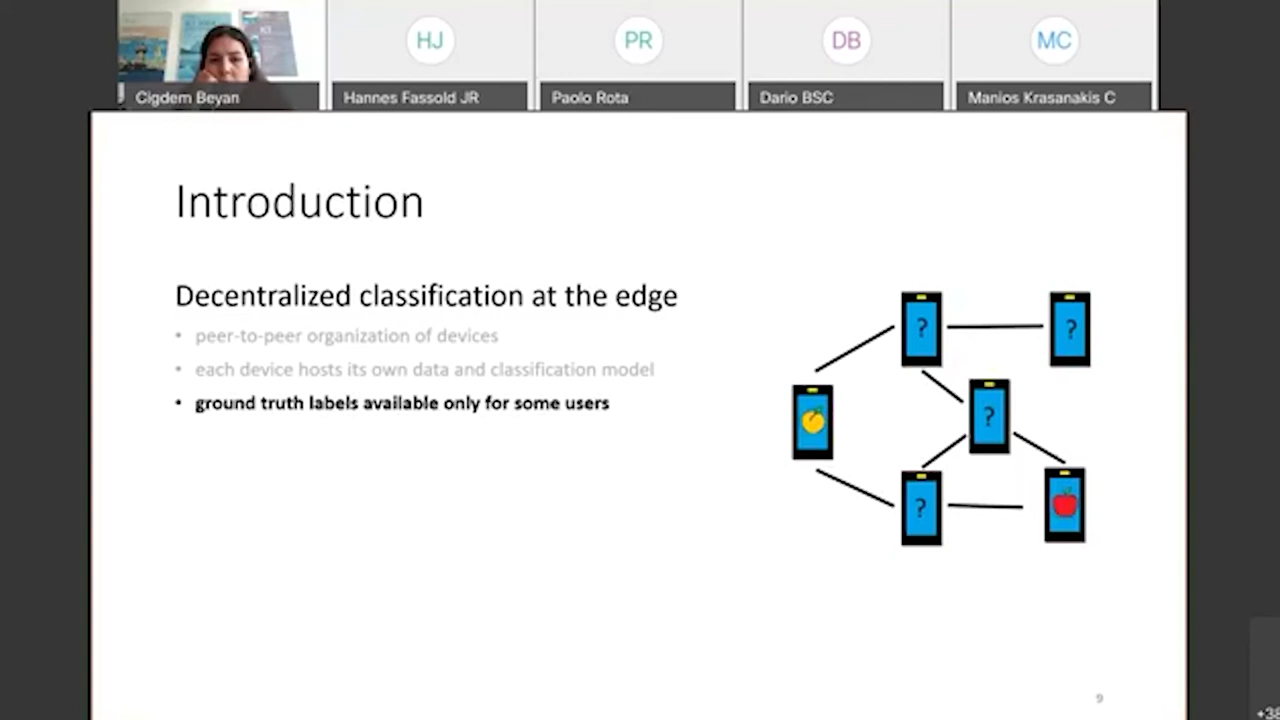 HJ
PR
DB
MC
Cigdem Beyan
Hannes Fassold JR
Paolo Rota
Dario BSC
Manios Krasanakis C
Introduction
Decentralized classification at the edge
• peer-to-peer organization of devices
• each device hosts its own data and classification model
• ground truth labels available only for some users
?
?
?
?
9